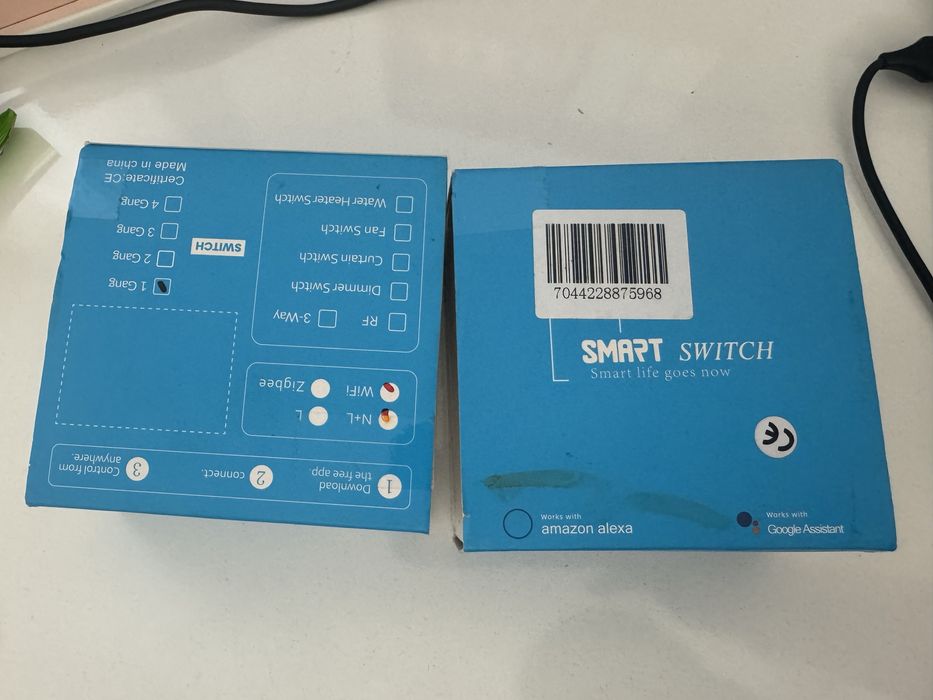 1 Download
the free app.
2 connect.
3 Control from
anywhere.
N+L L
WiFi Zigbee
RF 3-Way
Dimmer Switch
Curtain Switch
Fan Switch
Water Heater Switch
SWITCH
1 Gang
2 Gang
3 Gang
4 Gang
Certificate:CE
Made in china
7044228875968
SMART SWITCH
Smart life goes now
CE
Works with
amazon alexa
Works with
Google Assistant